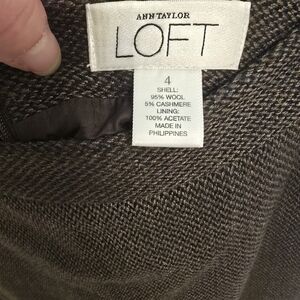 ANN TAYLOR
LOFT
4
SHELL:
95% WOOL
5% CASHMERE
LINING:
100% ACETATE
MADE IN
PHILIPPINES